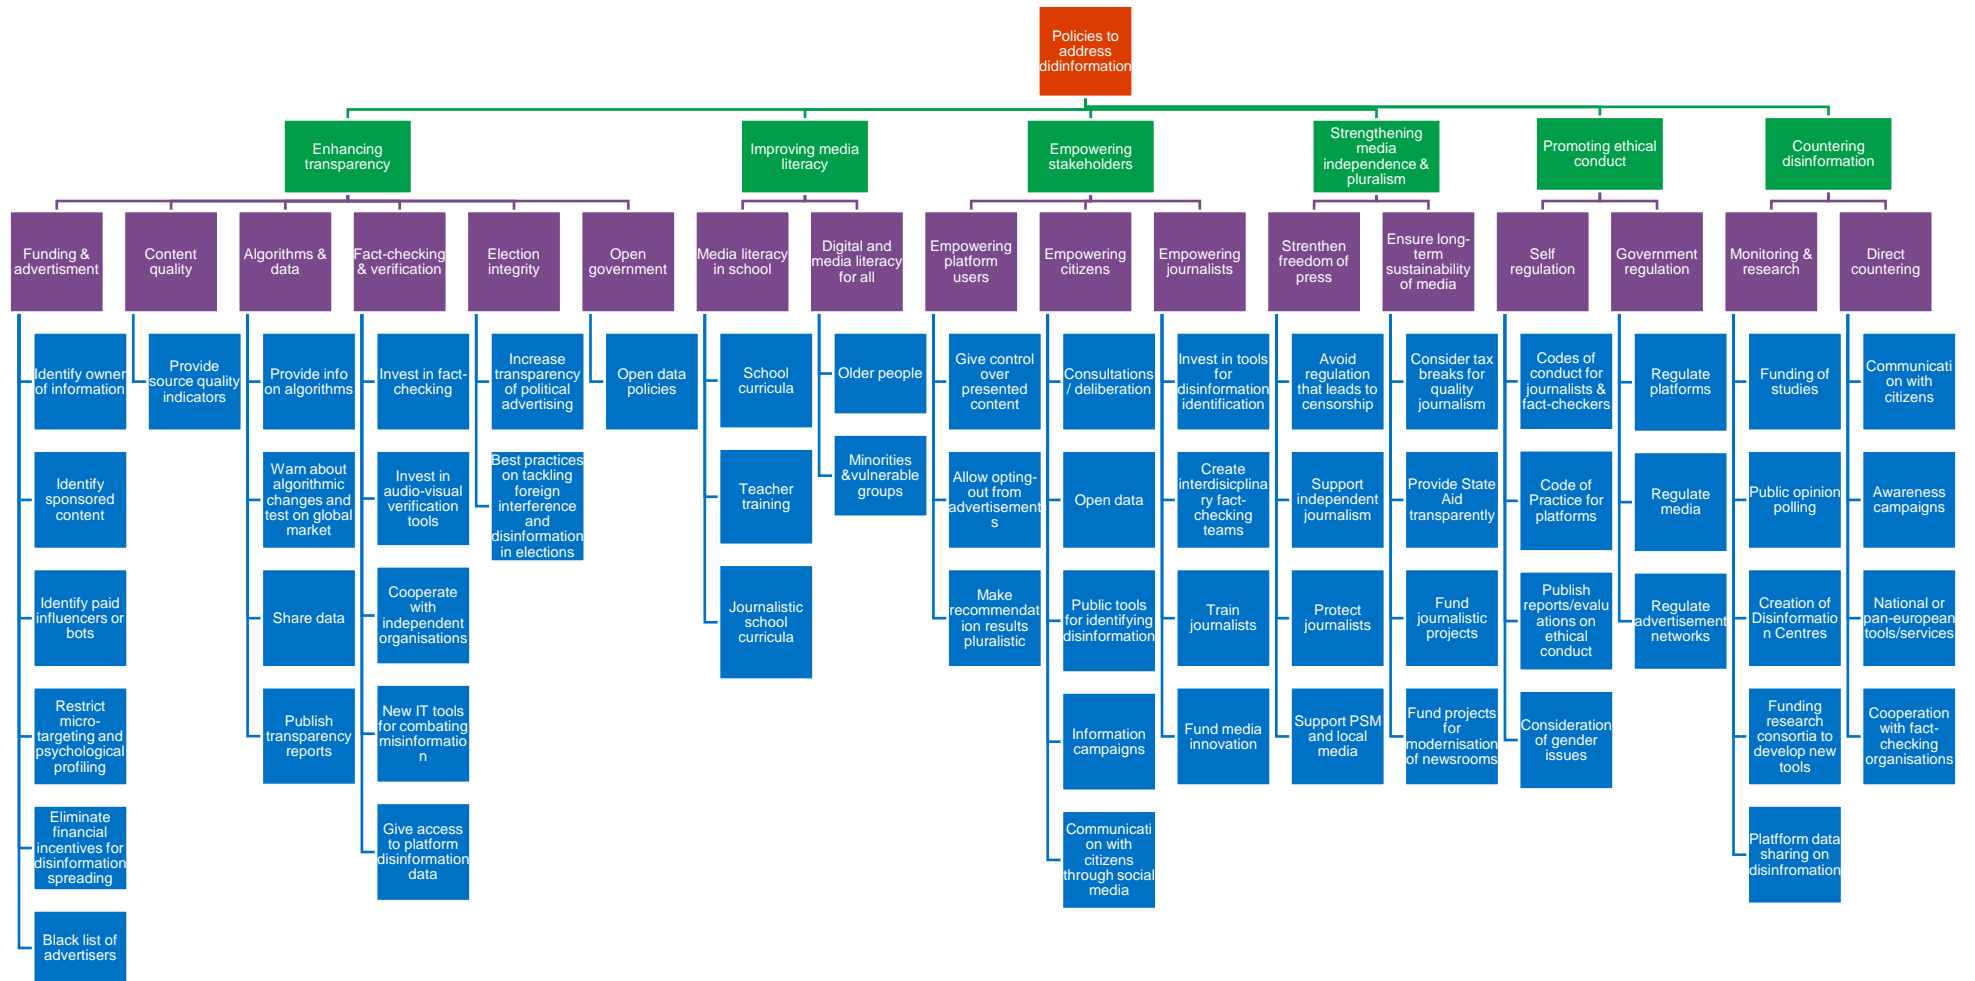 Policies to
address
didinformation
Enhancing
transparency
Improving media
literacy
Empowering
stakeholders
Strengthening
media
independence &
pluralism
Promoting ethical
conduct
Countering
disinformation
Funding &
advertisment
Content
quality
Algorithms &
data
Fact-checking
& verification
Election
integrity
Open
government
Media literacy
in school
Digital and
media literacy
for all
Empowering
platform
users
Empowering
citizens
Empowering
journalists
Strenthen
freedom of
press
Ensure long-
term
sustainability
of media
Self
regulation
Government
regulation
Monitoring &
research
Direct
countering
Identify owner
of information
Identify
sponsored
content
Identify paid
influencers or
bots
Restrict
micro-
targeting and
psychological
profiling
Eliminate
financial
incentives for
disinformation
spreading
Black list of
advertisers
Provide
source quality
indicators
Provide info
on algorithms
Warn about
algorithmic
changes and
test on global
market
Share data
Publish
transparency
reports
Invest in fact-
checking
Invest in
audio-visual
verification
tools
Cooperate
with
independent
organisations
New IT tools
for combating
misinformatio
n
Give access
to platform
disinformation
data
Increase
transparency
of political
advertising
Best practices
on tackling
foreign
interference
and
disinformation
in elections
Open data
policies
School
curricula
Teacher
training
Journalistic
school
curricula
Older people
Minorities
&vulnerable
groups
Give control
over
presented
content
Allow opting-
out from
advertisement
s
Make
recommendat
ion results
pluralistic
Consultations
/ deliberation
Open data
Public tools
for identifying
disinformation
Information
campaigns
Communicati
on with
citizens
through social
media
Invest in tools
for
disinformation
identification
Create
interdisicplina
ry fact-
checking
teams
Train
journalists
Fund media
innovation
Avoid
regulation
that leads to
censorship
Support
independent
journalism
Protect
journalists
Support PSM
and local
media
Consider tax
breaks for
quality
journalism
Provide State
Aid
transparently
Fund
journalistic
projects
Fund projects
for
modernisation
of newsrooms
Codes of
conduct for
journalists &
fact-checkers
Code of
Practice for
platforms
Publish
reports/evalu
ations on
ethical
conduct
Consideration
of gender
issues
Regulate
platforms
Regulate
media
Regulate
advertisement
networks
Funding of
studies
Public opinion
polling
Creation of
Disinformatio
n Centres
Funding
research
consortia to
develop new
tools
Platfform data
sharing on
disinfromation
Communicati
on with
citizens
Awareness
campaigns
National or
pan-european
tools/services
Cooperation
with fact-
checking
organisations